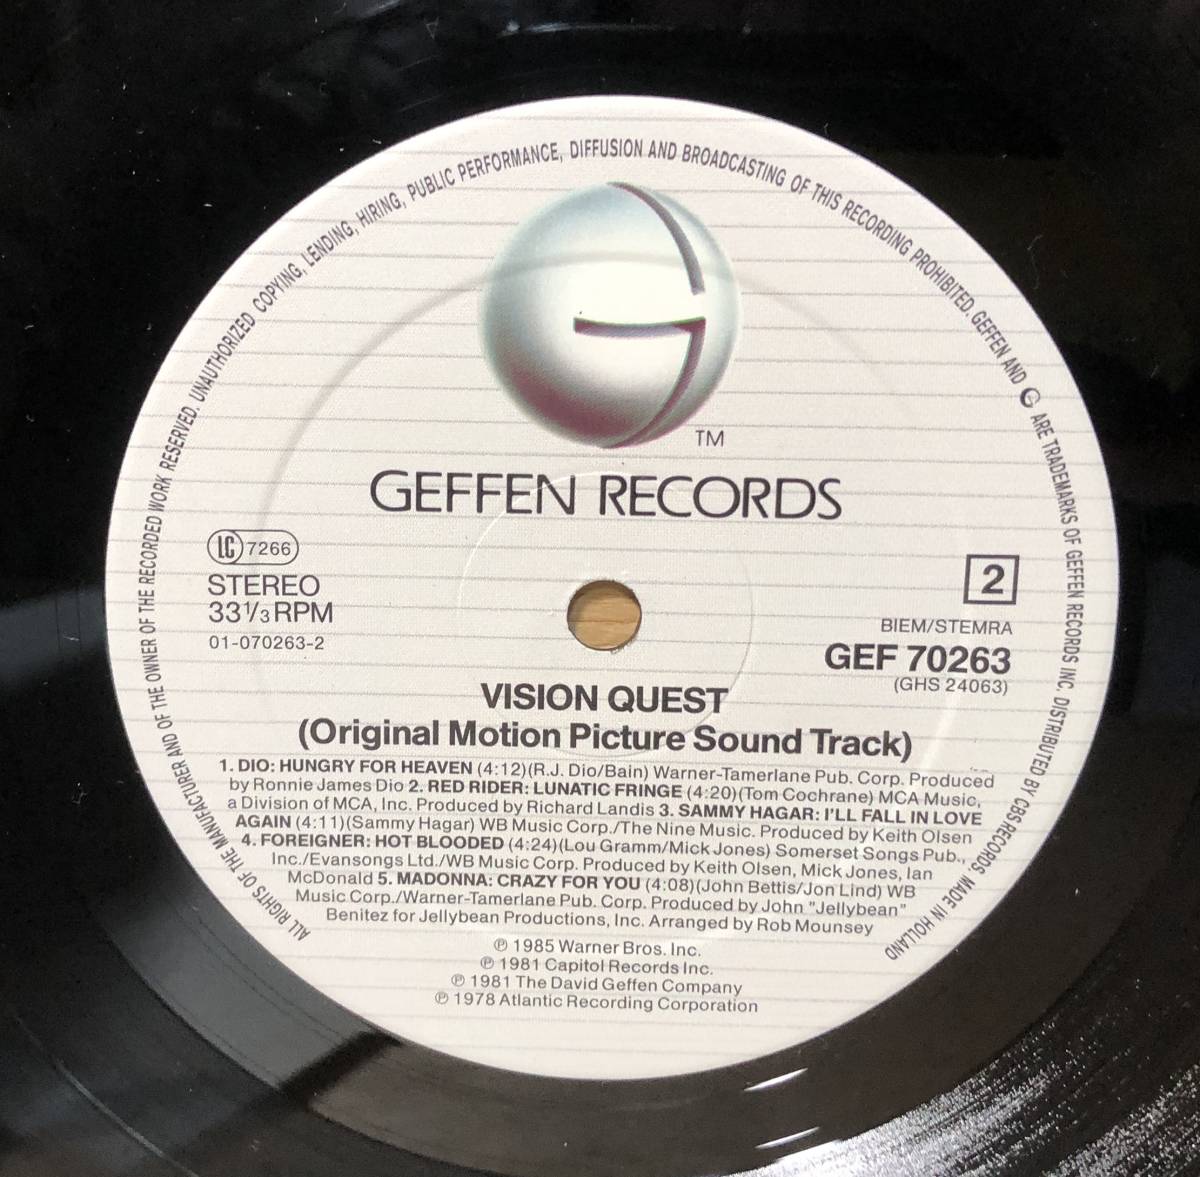 ALL RIGHTS OF THE MANUFACTURER AND OF THE OWNER OF THE RECORDED WORK RESERVED. UNAUTHORIZED COPYING, LENDING, HIRING, PUBLIC PERFORMANCE, DIFFUSION AND BROADCASTING OF THIS RECORDING PROHIBITED. GEFFEN AND G ARE TRADEMARKS OF GEFFEN RECORDS INC. DISTRIBUTED BY CBS RECORDS. MADE IN HOLLAND
TM
GEFFEN RECORDS
LC 7266
STEREO
33 1/3 RPM
01-070263-2
2
BIEM/STEMRA
GEF 70263
(GHS 24063)
VISION QUEST
(Original Motion Picture Sound Track)
1. DIO: HUNGRY FOR HEAVEN (4:12)(R.J. Dio/Bain) Warner-Tamerlane Pub. Corp. Produced
by Ronnie James Dio 2. RED RIDER: LUNATIC FRINGE (4:20)(Tom Cochrane) MCA Music,
a Division of MCA, Inc. Produced by Richard Landis 3. SAMMY HAGAR: I'LL FALL IN LOVE
AGAIN (4:11)(Sammy Hagar) WB Music Corp./The Nine Music. Produced by Keith Olsen
4. FOREIGNER: HOT BLOODED (4:24)(Lou Gramm/Mick Jones) Somerset Songs Pub.,
Inc./Evansongs Ltd./WB Music Corp. Produced by Keith Olsen, Mick Jones, Ian
McDonald 5. MADONNA: CRAZY FOR YOU (4:08)(John Bettis/Jon Lind) WB
Music Corp./Warner-Tamerlane Pub. Corp. Produced by John "Jellybean"
Benitez for Jellybean Productions, Inc. Arranged by Rob Mounsey
℗ 1985 Warner Bros. Inc.
℗ 1981 Capitol Records Inc.
℗ 1981 The David Geffen Company
℗ 1978 Atlantic Recording Corporation